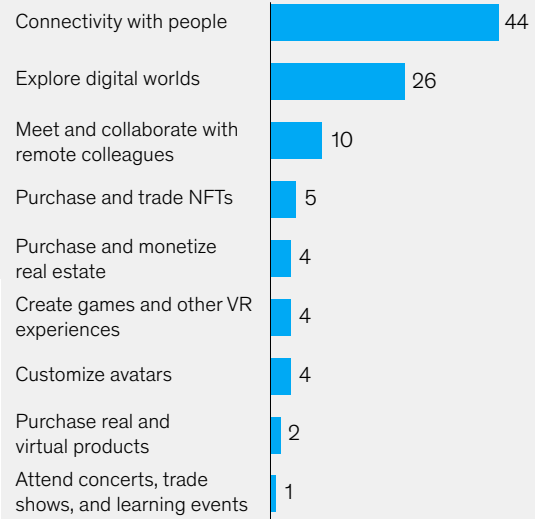 Connectivity with people 44
Explore digital worlds 26
Meet and collaborate with
remote colleagues
10
Purchase and trade NFTs 5
Purchase and monetize
real estate
4
Create games and other VR
experiences
4
Customize avatars 4
Purchase real and
virtual products
2
Attend concerts, trade
shows, and learning events
1